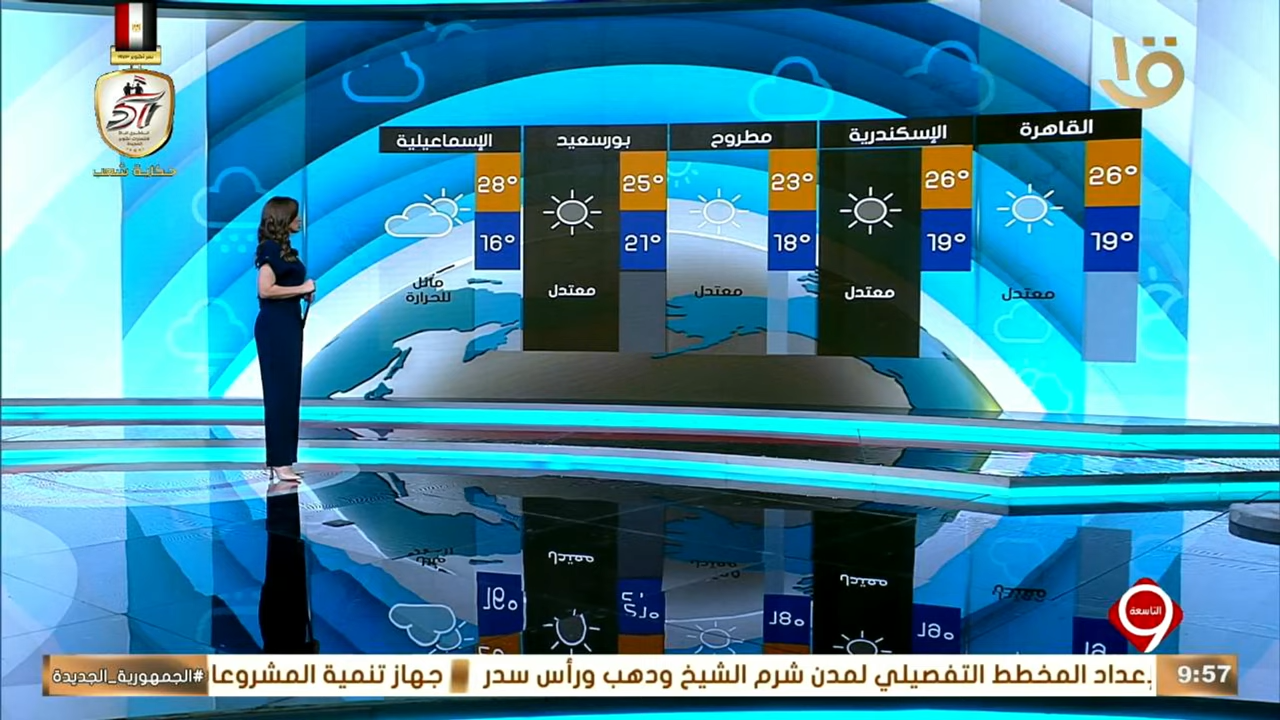 القاهرة
26°
19°
معتدل
الإسكندرية
26°
19°
معتدل
مطروح
23°
18°
معتدل
بورسعيد
25°
21°
معتدل
الإسماعيلية
28°
16°
مائل
للحرارة
حكاية شعب
التاسعة
9
9:57
عداد المخطط التفصيلي لمدن شرم الشيخ ودهب ورأس سدر
جهاز تنمية المشروعا
#الجمهورية_الجديدة